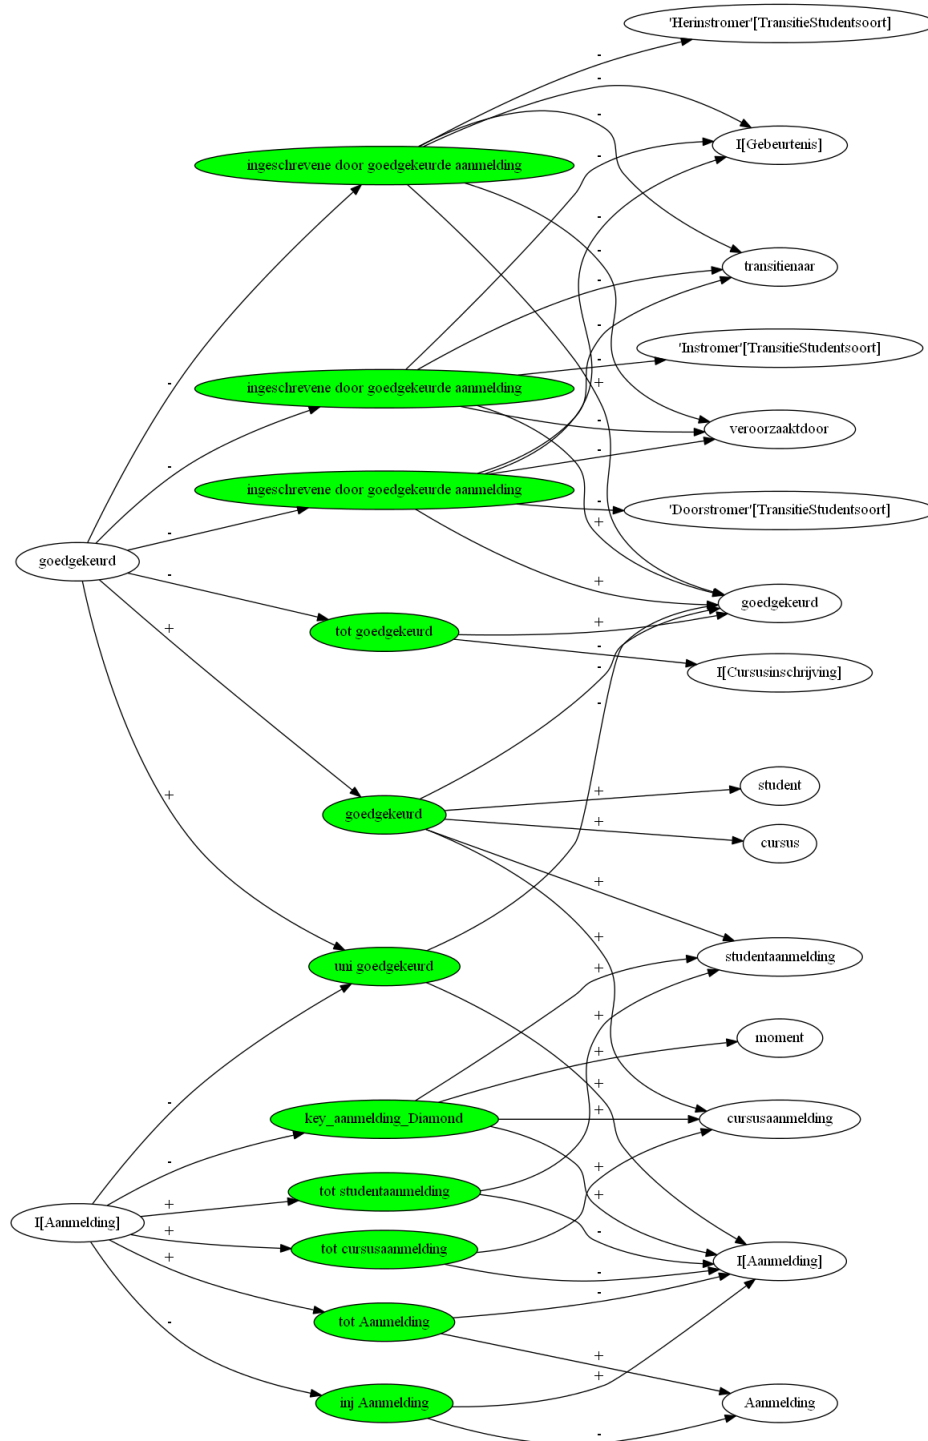 'Herinstromer'[TransitieStudentsoort]
-
-
I[Gebeurtenis]
-
ingeschrevene door goedgekeurde aanmelding
-
-
-
transitienaar
-
-
'Instromer'[TransitieStudentsoort]
-
-
+
ingeschrevene door goedgekeurde aanmelding
veroorzaaktdoor
-
-
ingeschrevene door goedgekeurde aanmelding
-
'Doorstromer'[TransitieStudentsoort]
+
-
goedgekeurd
-
+
goedgekeurd
+
+
tot goedgekeurd
-
-
I[Cursusinschrijving]
-
+
student
+
goedgekeurd
+
cursus
+
+
studentaanmelding
uni goedgekeurd
+
+
moment
+
+
-
+
key_aanmelding_Diamond
cursusaanmelding
-
+
tot studentaanmelding
+
+
I[Aanmelding]
+
-
tot cursusaanmelding
+
I[Aanmelding]
-
-
-
tot Aanmelding
+
+
inj Aanmelding
Aanmelding
-